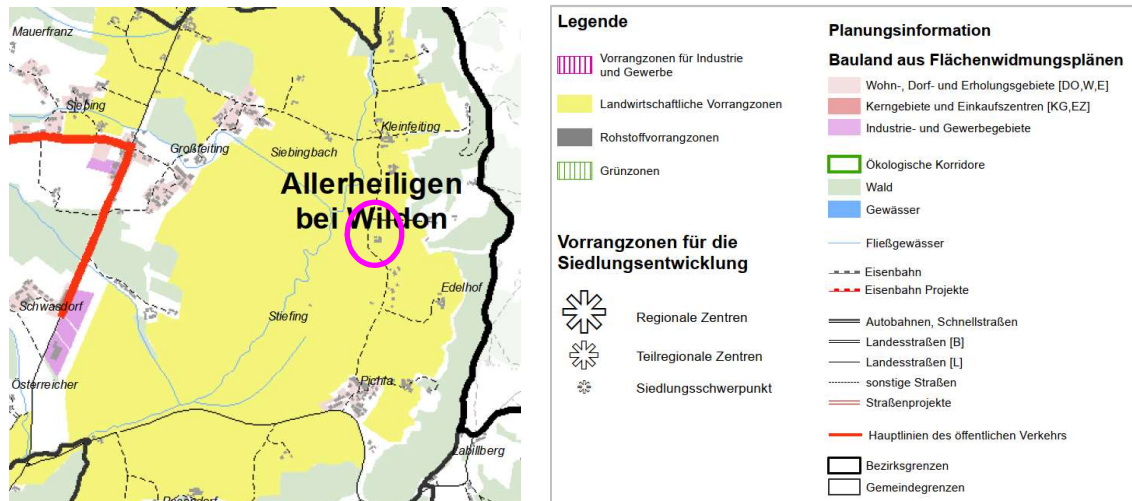 Mauerfranz
Siebing
Großfeiting
Siebingbach
Kleinfeiting
Allerheiligen
bei Wildon
Edelhof
Schwasdorf
Stiefing
Österreicher
Pichla
Labillberg
Legende
Vorrangzonen für Industrie
und Gewerbe
Landwirtschaftliche Vorrangzonen
Rohstoffvorrangzonen
Grünzonen
Vorrangzonen für die
Siedlungsentwicklung
Regionale Zentren
Teilregionale Zentren
Siedlungsschwerpunkt
Planungsinformation
Bauland aus Flächenwidmungsplänen
Wohn-, Dorf- und Erholungsgebiete [DO,W,E]
Kerngebiete und Einkaufszentren [KG,EZ]
Industrie- und Gewerbegebiete
Ökologische Korridore
Wald
Gewässer
Fließgewässer
Eisenbahn
Eisenbahn Projekte
Autobahnen, Schnellstraßen
Landesstraßen [B]
Landesstraßen [L]
sonstige Straßen
Straßenprojekte
Hauptlinien des öffentlichen Verkehrs
Bezirksgrenzen
Gemeindegrenzen